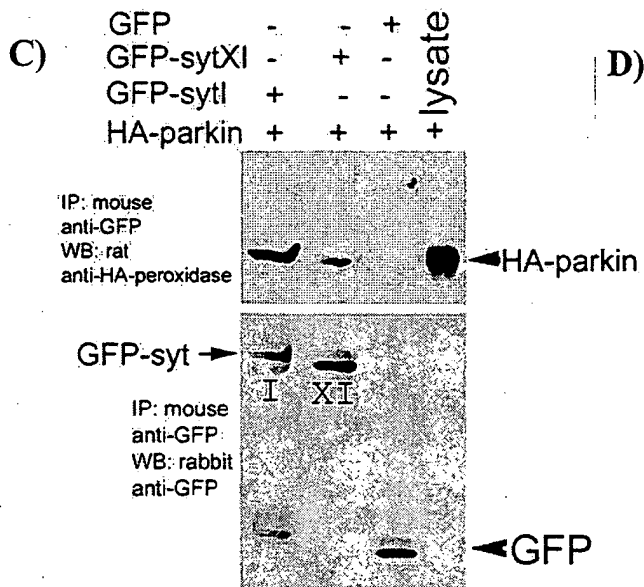 C)
GFP - - +
GFP-sytXI - + -
GFP-sytI + - -
HA-parkin + + + +
lysate
D)
IP: mouse
anti-GFP
WB: rat
anti-HA-peroxidase
HA-parkin
GFP-syt
I XI
IP: mouse
anti-GFP
WB: rabbit
anti-GFP
GFP